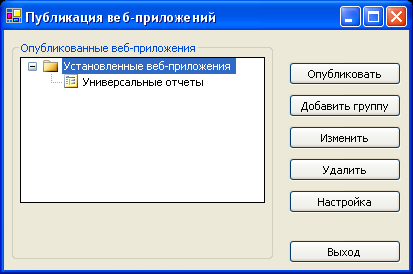 Публикация веб-приложений
Опубликованные веб-приложения
Установленные веб-приложения
Универсальные отчеты
Опубликовать
Добавить группу
Изменить
Удалить
Настройка
Выход